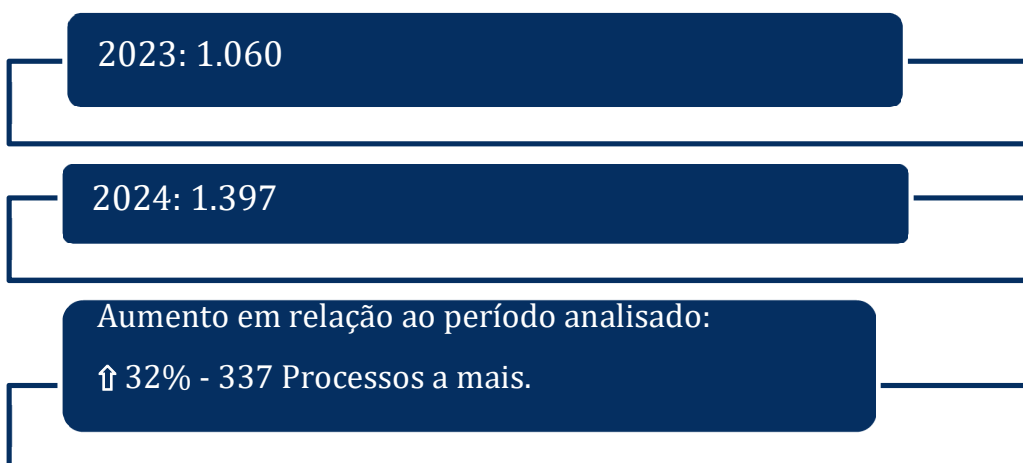 2023: 1.060
2024: 1.397
Aumento em relação ao período analisado:
⇧ 32% - 337 Processos a mais.